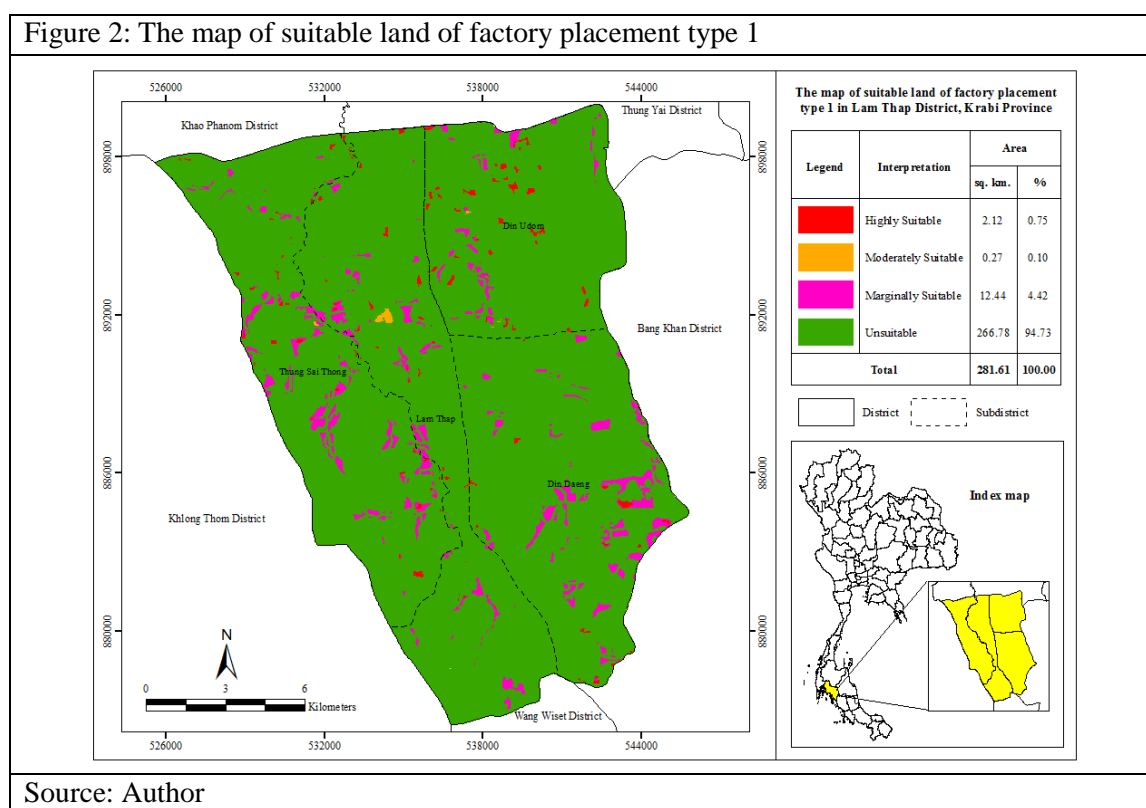 Figure 2: The map of suitable land of factory placement type 1
526000 532000 538000 544000
Khao Phanom District
Thung Yai District
898000 898000
Din Udom
892000 892000
Bang Khan District
Thung Sai Thong
Lam Thap
886000 886000
Din Daeng
Khlong Thom District
880000 880000
N
0 3 6
Kilometers
Wang Wiset District
526000 532000 538000 544000
The map of suitable land of factory placement
type 1 in Lam Thap District, Krabi Province
Legend Interpretation Area
sq. km. %
Highly Suitable 2.12 0.75
Moderately Suitable 0.27 0.10
Marginally Suitable 12.44 4.42
Unsuitable 266.78 94.73
Total 281.61 100.00
District Subdistrict
Index map
Source: Author